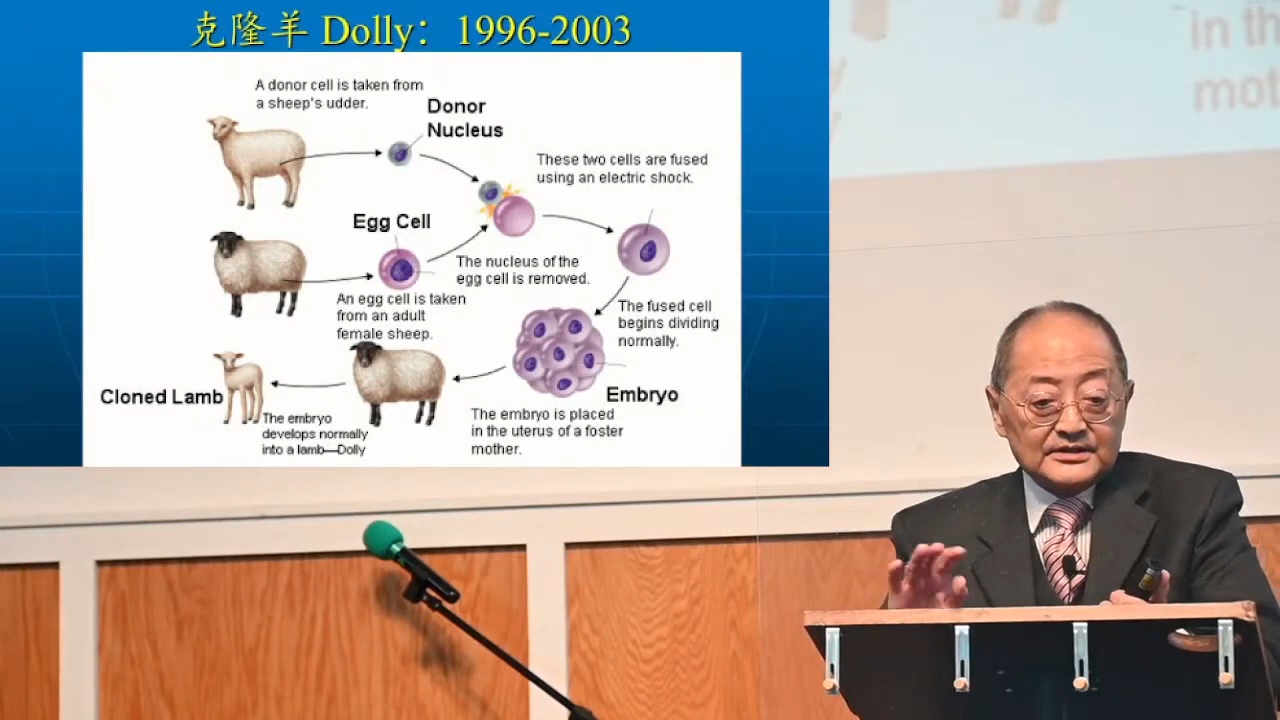 克隆羊 Dolly: 1996-2003
A donor cell is taken from
a sheep's udder.
Donor
Nucleus
These two cells are fused
using an electric shock.
Egg Cell
The nucleus of the
egg cell is removed.
An egg cell is taken
from an adult
female sheep.
The fused cell
begins dividing
normally.
Cloned Lamb
Embryo
The embryo
develops normally
into a lamb—Dolly
The embryo is placed
in the uterus of a foster
mother.
in th
mot